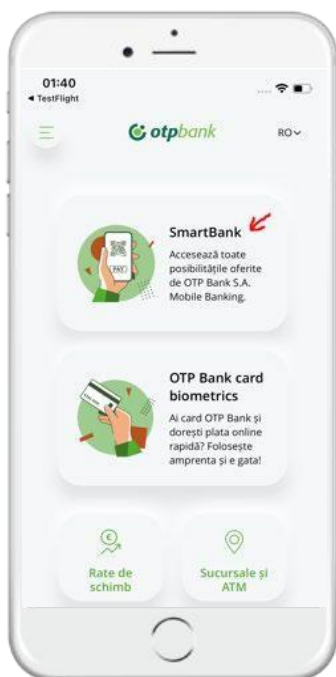 01:40
◀ TestFlight
otpbank
RO
SmartBank
Accesează toate
posibilitățile oferite
de OTP Bank S.A.
Mobile Banking.
PAY
OTP Bank card
biometrics
Ai card OTP Bank și
dorești plata online
rapidă? Folosește
amprenta și e gata!
Rate de
schimb
Sucursale și
ATM